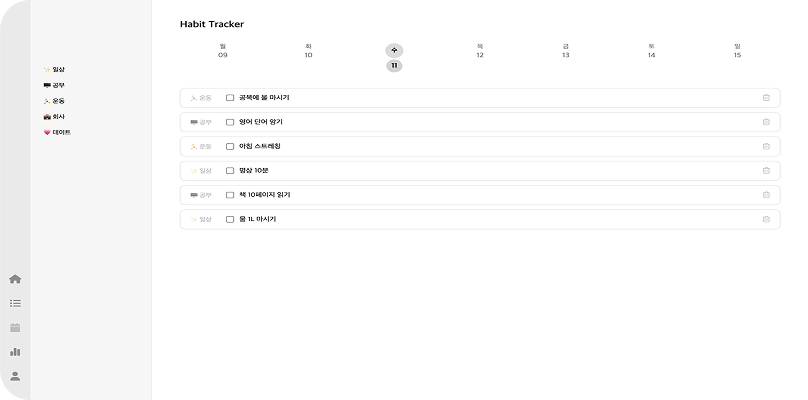 Habit Tracker
월 화 수 목 금 토 일
09 10 11 12 13 14 15
일상
공부
운동
회사
데이트
운동 공복에 물 마시기
공부 영어 단어 암기
운동 아침 스트레칭
일상 명상 10분
공부 책 10페이지 읽기
일상 물 1L 마시기